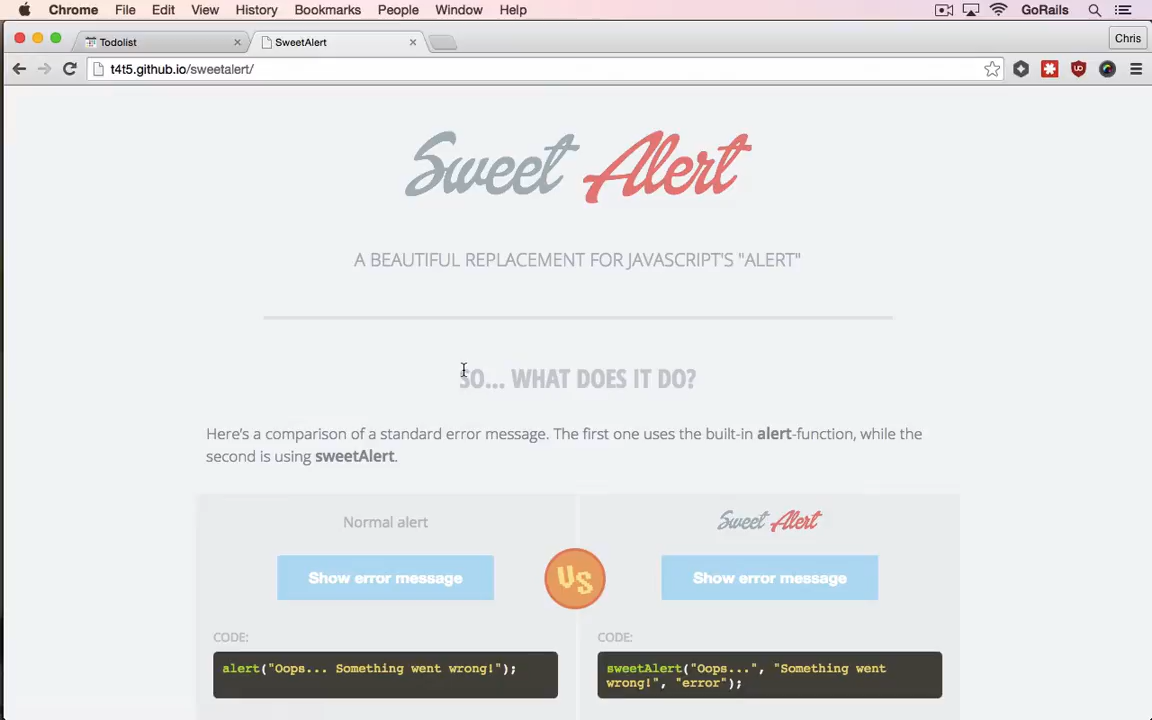 Chrome File Edit View History Bookmarks People Window Help GoRails
Todolist SweetAlert Chris
t4t5.github.io/sweetalert/
Sweet Alert
A BEAUTIFUL REPLACEMENT FOR JAVASCRIPT'S "ALERT"
SO... WHAT DOES IT DO?
Here's a comparison of a standard error message. The first one uses the built-in alert-function, while the
second is using sweetAlert.
Normal alert
Show error message
CODE:
alert("Oops... Something went wrong!");
VS
Sweet Alert
Show error message
CODE:
sweetAlert("Oops...", "Something went
wrong!", "error");